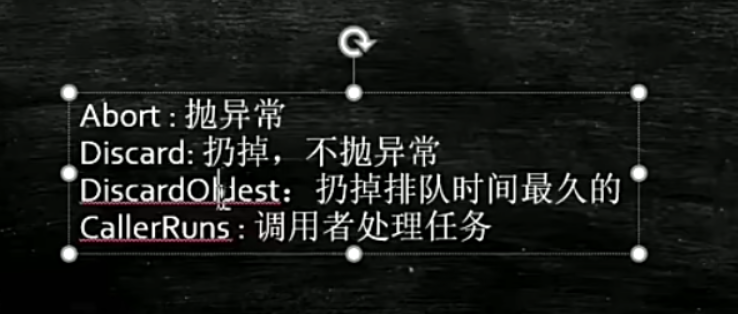 Abort : 抛异常
Discard: 扔掉，不抛异常
DiscardOldest：扔掉排队时间最久的
CallerRuns : 调用者处理任务